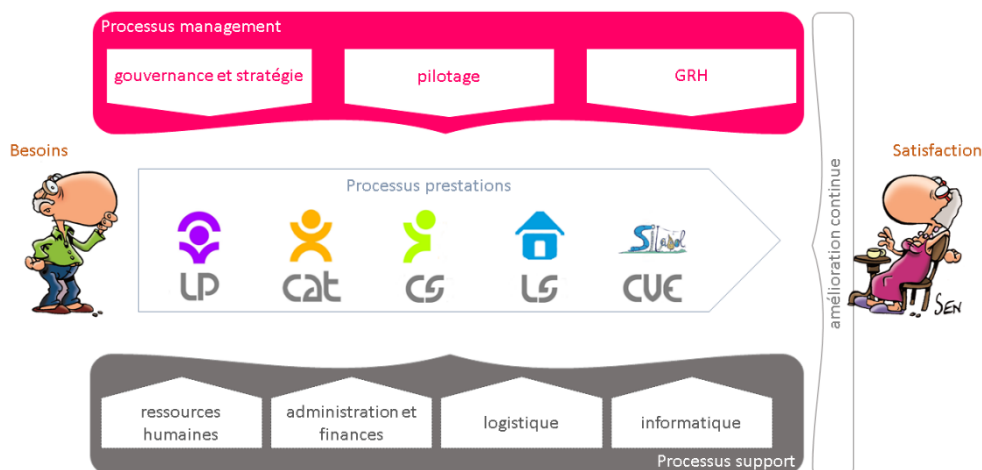 Processus management
gouvernance et stratégie
pilotage
GRH
Besoins
Satisfaction
Processus prestations
LP
cat
cs
LS
CVE
amélioration continue
SEN
ressources
humaines
administration et
finances
logistique
informatique
Processus support